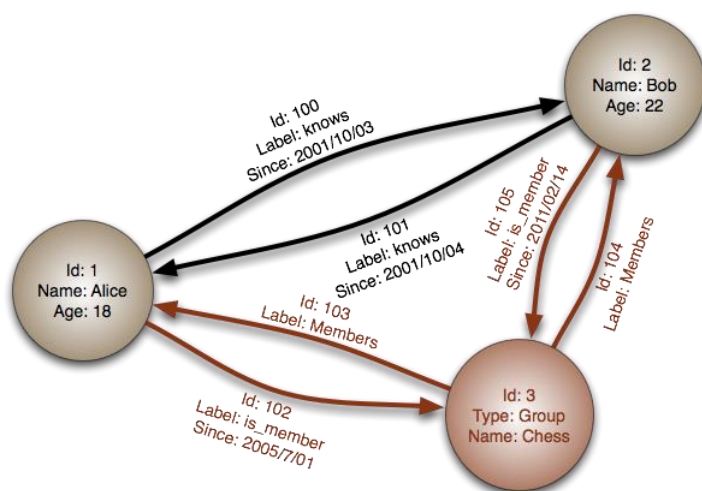 Id: 2
Name: Bob
Age: 22
Id: 100
Label: knows
Since: 2001/10/03
Id: 101
Label: knows
Since: 2001/10/04
Id: 105
Label: is_member
Since: 2011/02/14
Id: 104
Label: Members
Id: 1
Name: Alice
Age: 18
Id: 103
Label: Members
Id: 102
Label: is_member
Since: 2005/7/01
Id: 3
Type: Group
Name: Chess